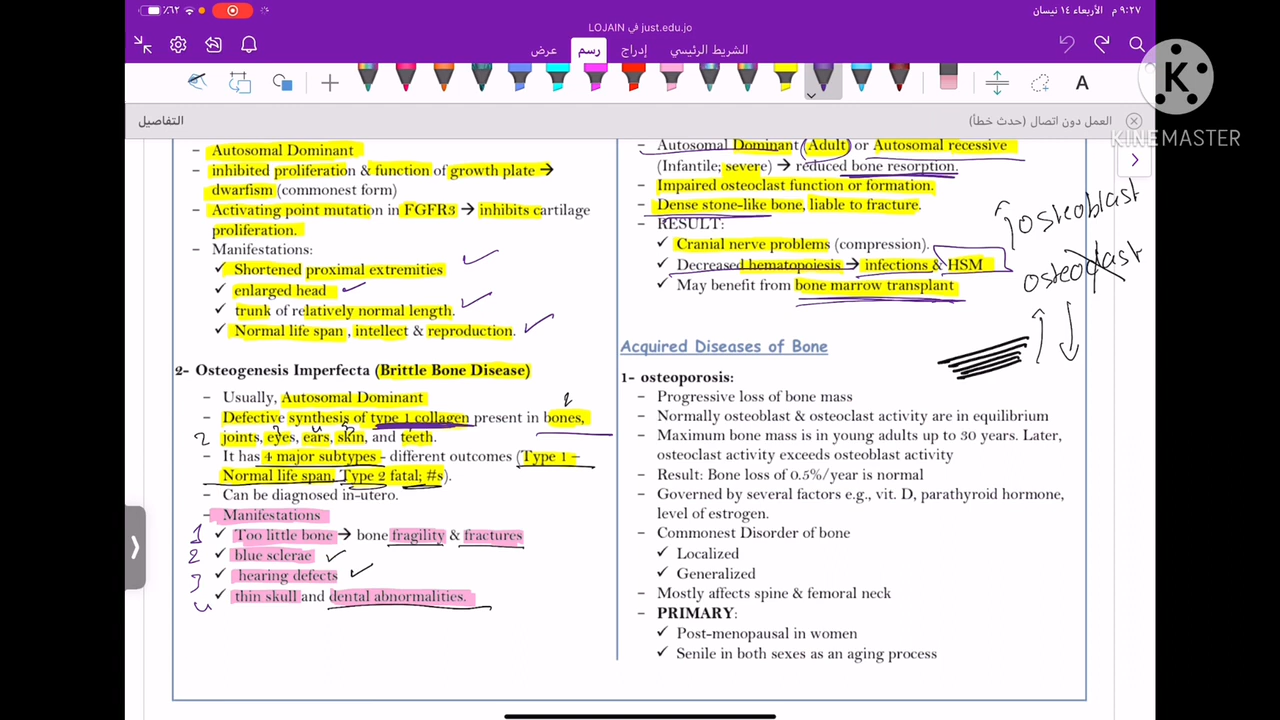 ٩:٢٧ م الأربعاء ١٤ نيسان
٦٢٪
LOJAIN في just.edu.jo
الشريط الرئيسي إدراج رسم عرض
A
العمل دون اتصال (حدث خطأ)
التفاصيل
K
KINEMASTER
– Autosomal Dominant
– inhibited proliferation & function of growth plate →
dwarfism (commonest form)
– Activating point mutation in FGFR3 → inhibits cartilage
proliferation.
– Manifestations:
✓ Shortened proximal extremities
✓ enlarged head
✓ trunk of relatively normal length.
✓ Normal life span, intellect & reproduction.
2- Osteogenesis Imperfecta (Brittle Bone Disease)
– Usually, Autosomal Dominant
– Defective synthesis of type 1 collagen present in bones,
joints, eyes, ears, skin, and teeth.
2
– It has 4 major subtypes - different outcomes (Type 1 –
Normal life span, Type 2 fatal; #s).
– Can be diagnosed in-utero.
– Manifestations
1 ✓ Too little bone → bone fragility & fractures
2 ✓ blue sclerae
3 ✓ hearing defects
4 ✓ thin skull and dental abnormalities.
– Autosomal Dominant (Adult) or Autosomal recessive
(Infantile; severe) → reduced bone resorption.
– Impaired osteoclast function or formation.
– Dense stone-like bone, liable to fracture.
– RESULT:
✓ Cranial nerve problems (compression).
✓ Decreased hematopoiesis → infections & HSM
✓ May benefit from bone marrow transplant
↑osteoblast
osteoclast
↑ ↓
Acquired Diseases of Bone
1- osteoporosis:
– Progressive loss of bone mass
– Normally osteoblast & osteoclast activity are in equilibrium
– Maximum bone mass is in young adults up to 30 years. Later,
osteoclast activity exceeds osteoblast activity
– Result: Bone loss of 0.5%/year is normal
– Governed by several factors e.g., vit. D, parathyroid hormone,
level of estrogen.
– Commonest Disorder of bone
✓ Localized
✓ Generalized
– Mostly affects spine & femoral neck
– PRIMARY:
✓ Post-menopausal in women
✓ Senile in both sexes as an aging process